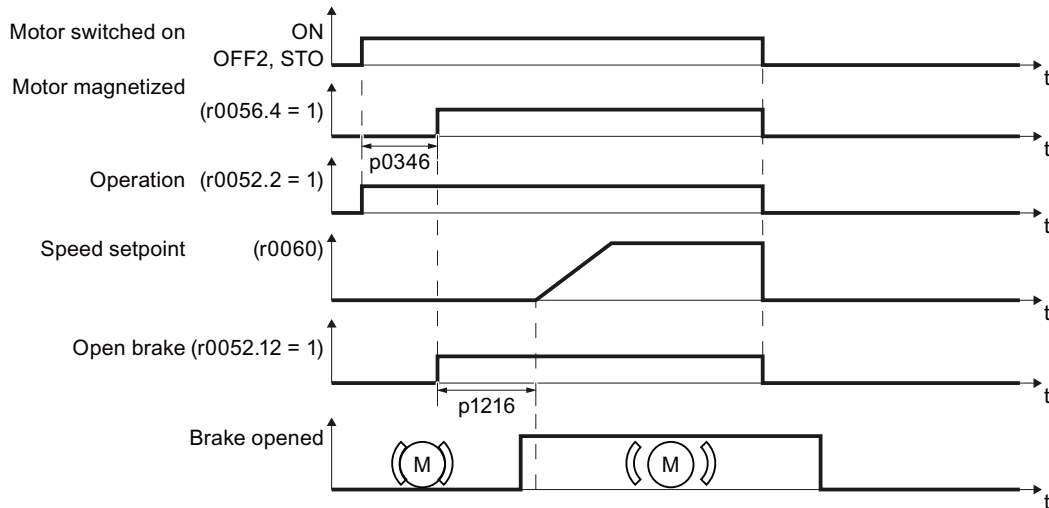 Motor switched on ON
OFF2, STO
t
Motor magnetized
(r0056.4 = 1)
t
p0346
Operation (r0052.2 = 1)
t
Speed setpoint (r0060)
t
Open brake (r0052.12 = 1)
t
p1216
Brake opened
M M
t